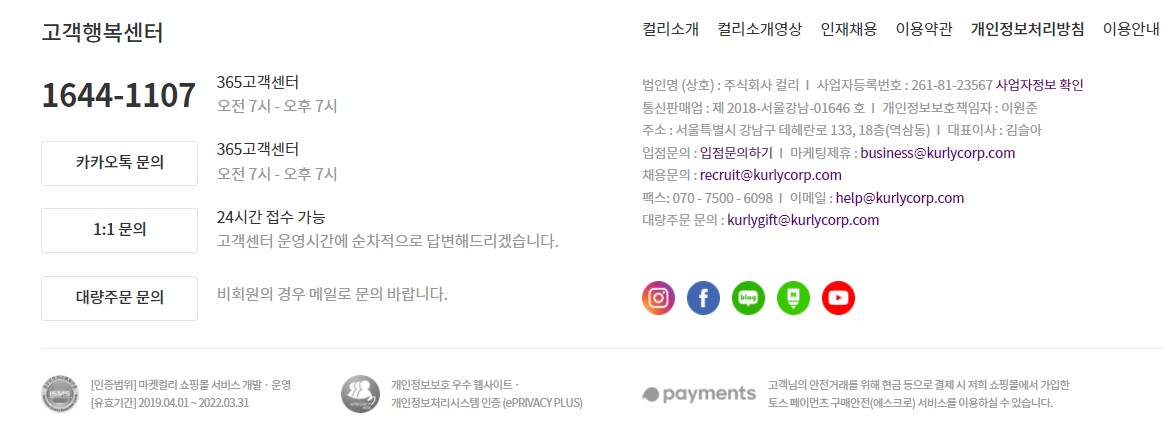 고객행복센터
1644-1107
365고객센터
오전 7시 - 오후 7시
카카오톡 문의
365고객센터
오전 7시 - 오후 7시
1:1 문의
24시간 접수 가능
고객센터 운영시간에 순차적으로 답변해드리겠습니다.
대량주문 문의
비회원의 경우 메일로 문의 바랍니다.
컬리소개 컬리소개영상 인재채용 이용약관 개인정보처리방침 이용안내
법인명 (상호) : 주식회사 컬리 I 사업자등록번호 : 261-81-23567 사업자정보 확인
통신판매업 : 제 2018-서울강남-01646 호 I 개인정보보호책임자 : 이원준
주소 : 서울특별시 강남구 테헤란로 133, 18층(역삼동) I 대표이사 : 김슬아
입점문의 : 입점문의하기 I 마케팅제휴 : business@kurlycorp.com
채용문의 : recruit@kurlycorp.com
팩스: 070 - 7500 - 6098 I 이메일 : help@kurlycorp.com
대량주문 문의 : kurlygift@kurlycorp.com
blog
N
ISMS
[인증범위] 마켓컬리 쇼핑몰 서비스 개발 · 운영
[유효기간] 2019.04.01 ~ 2022.03.31
개인정보보호 우수 웹사이트 ·
개인정보처리시스템 인증 (ePRIVACY PLUS)
payments
고객님의 안전거래를 위해 현금 등으로 결제 시 저희 쇼핑몰에서 가입한
토스 페이먼츠 구매안전(에스크로) 서비스를 이용하실 수 있습니다.